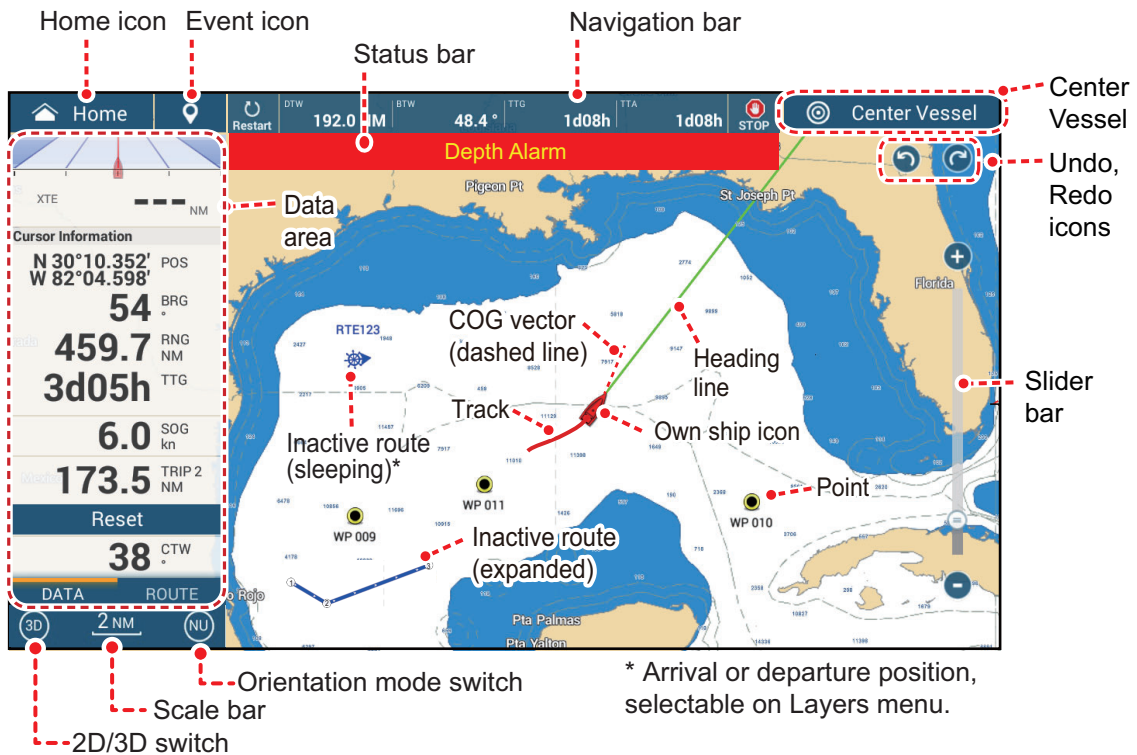 Home icon
Event icon
Navigation bar
Status bar
Home
Restart
DTW
192.0 NM
BTW
48.4 °
TTG
1d08h
TTA
1d08h
STOP
Center Vessel
Center
Vessel
Depth Alarm
Undo,
Redo
icons
XTE
--- NM
Data
area
Cursor Information
N 30°10.352' POS
W 82°04.598'
54 BRG
°
459.7 RNG
NM
3d05h TTG
6.0 SOG
kn
173.5 TRIP 2
NM
Reset
38 CTW
°
DATA
ROUTE
3D
2 NM
NU
Pigeon Pt
St Joseph Pt
Florida
RTE123
COG vector
(dashed line)
Heading
line
Slider
bar
Track
Own ship icon
Inactive route
(sleeping)*
Point
WP 011
WP 010
WP 009
Inactive route
(expanded)
1
2
3
Rojo
Pta Palmas
Pta Yalton
Orientation mode switch
Scale bar
2D/3D switch
* Arrival or departure position,
selectable on Layers menu.